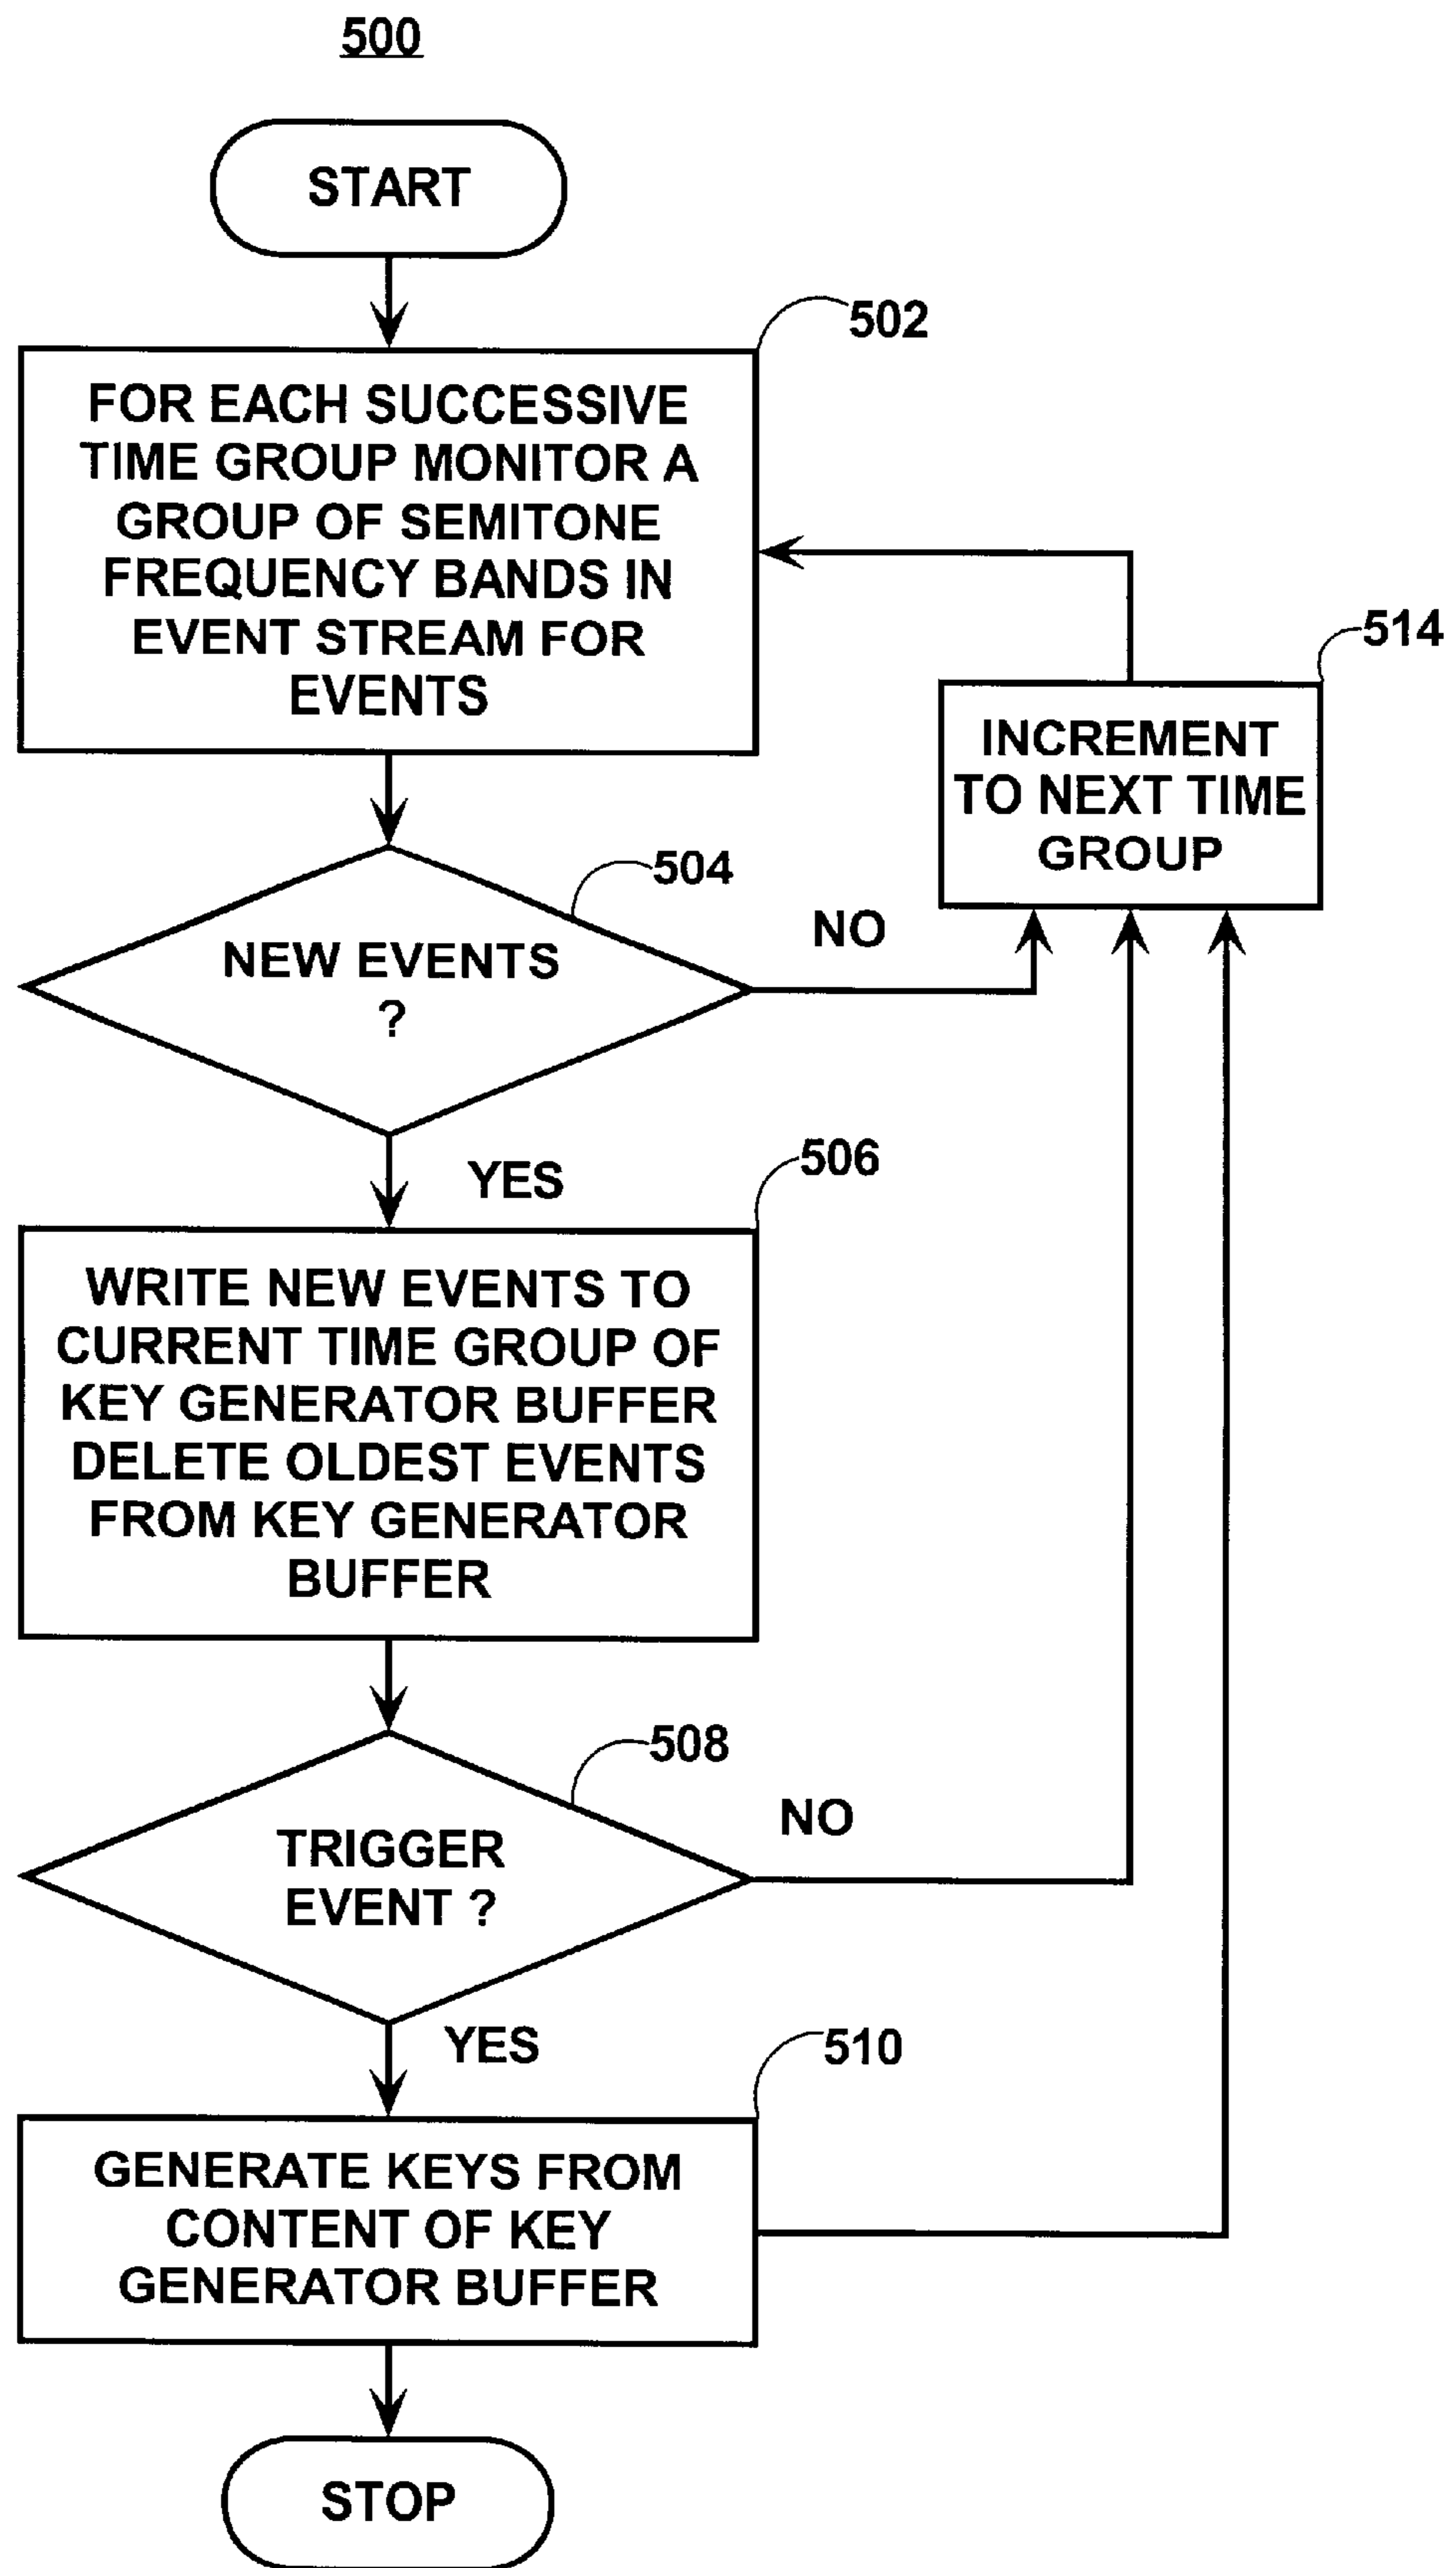 500
START
502
FOR EACH SUCCESSIVE
TIME GROUP MONITOR A
GROUP OF SEMITONE
FREQUENCY BANDS IN
EVENT STREAM FOR
EVENTS
514
INCREMENT
TO NEXT TIME
GROUP
504
NO
NEW EVENTS
?
YES
506
WRITE NEW EVENTS TO
CURRENT TIME GROUP OF
KEY GENERATOR BUFFER
DELETE OLDEST EVENTS
FROM KEY GENERATOR
BUFFER
508
NO
TRIGGER
EVENT ?
YES
510
GENERATE KEYS FROM
CONTENT OF KEY
GENERATOR BUFFER
STOP